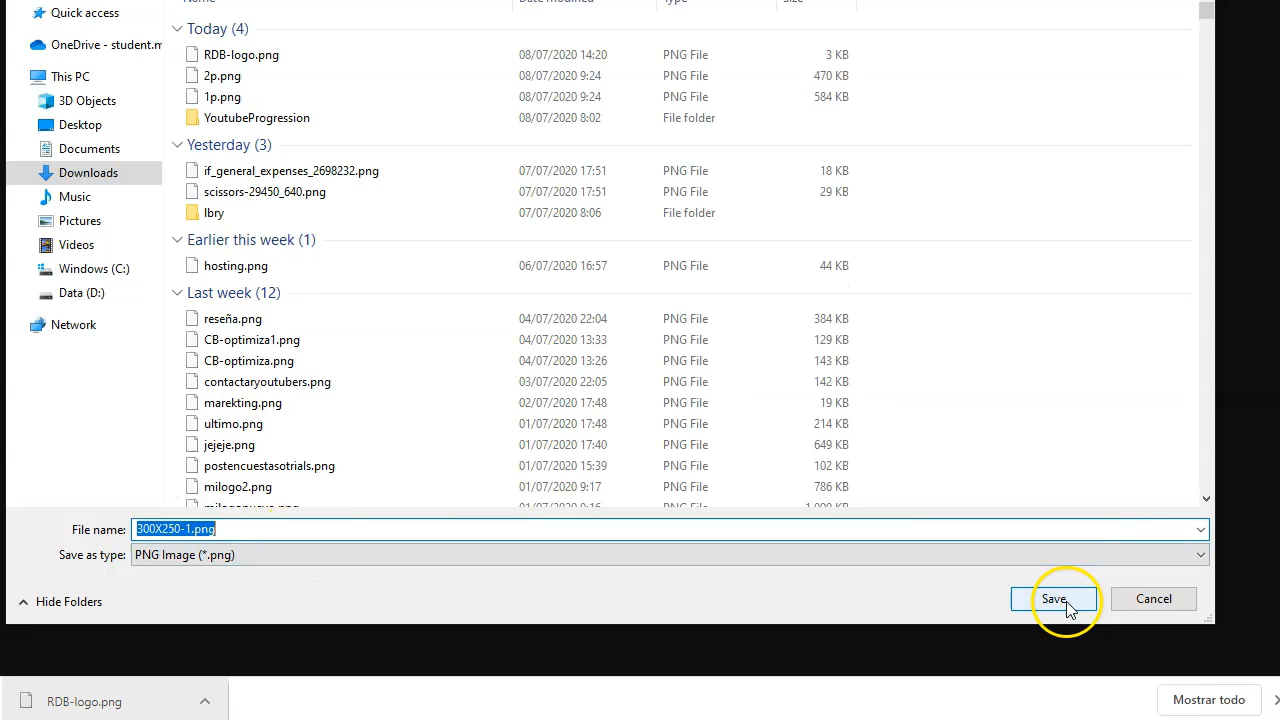 Quick access
OneDrive - student.m
This PC
3D Objects
Desktop
Documents
Downloads
Music
Pictures
Videos
Windows (C:)
Data (D:)
Network
Name Date modified Type Size
Today (4)
RDB-logo.png 08/07/2020 14:20 PNG File 3 KB
2p.png 08/07/2020 9:24 PNG File 470 KB
1p.png 08/07/2020 9:24 PNG File 584 KB
YoutubeProgression 08/07/2020 8:02 File folder
Yesterday (3)
if_general_expenses_2698232.png 07/07/2020 17:51 PNG File 18 KB
scissors-29450_640.png 07/07/2020 17:51 PNG File 29 KB
lbry 07/07/2020 8:06 File folder
Earlier this week (1)
hosting.png 06/07/2020 16:57 PNG File 44 KB
Last week (12)
reseña.png 04/07/2020 22:04 PNG File 384 KB
CB-optimiza1.png 04/07/2020 13:33 PNG File 129 KB
CB-optimiza.png 04/07/2020 13:26 PNG File 143 KB
contactaryoutubers.png 03/07/2020 22:05 PNG File 142 KB
marekting.png 02/07/2020 17:48 PNG File 19 KB
ultimo.png 01/07/2020 17:48 PNG File 214 KB
jejeje.png 01/07/2020 17:40 PNG File 649 KB
postencuestasotrials.png 01/07/2020 15:39 PNG File 102 KB
milogo2.png 01/07/2020 9:17 PNG File 786 KB
File name: 300X250-1.png
Save as type: PNG Image (*.png)
Hide Folders
Save
Cancel
RDB-logo.png
Mostrar todo